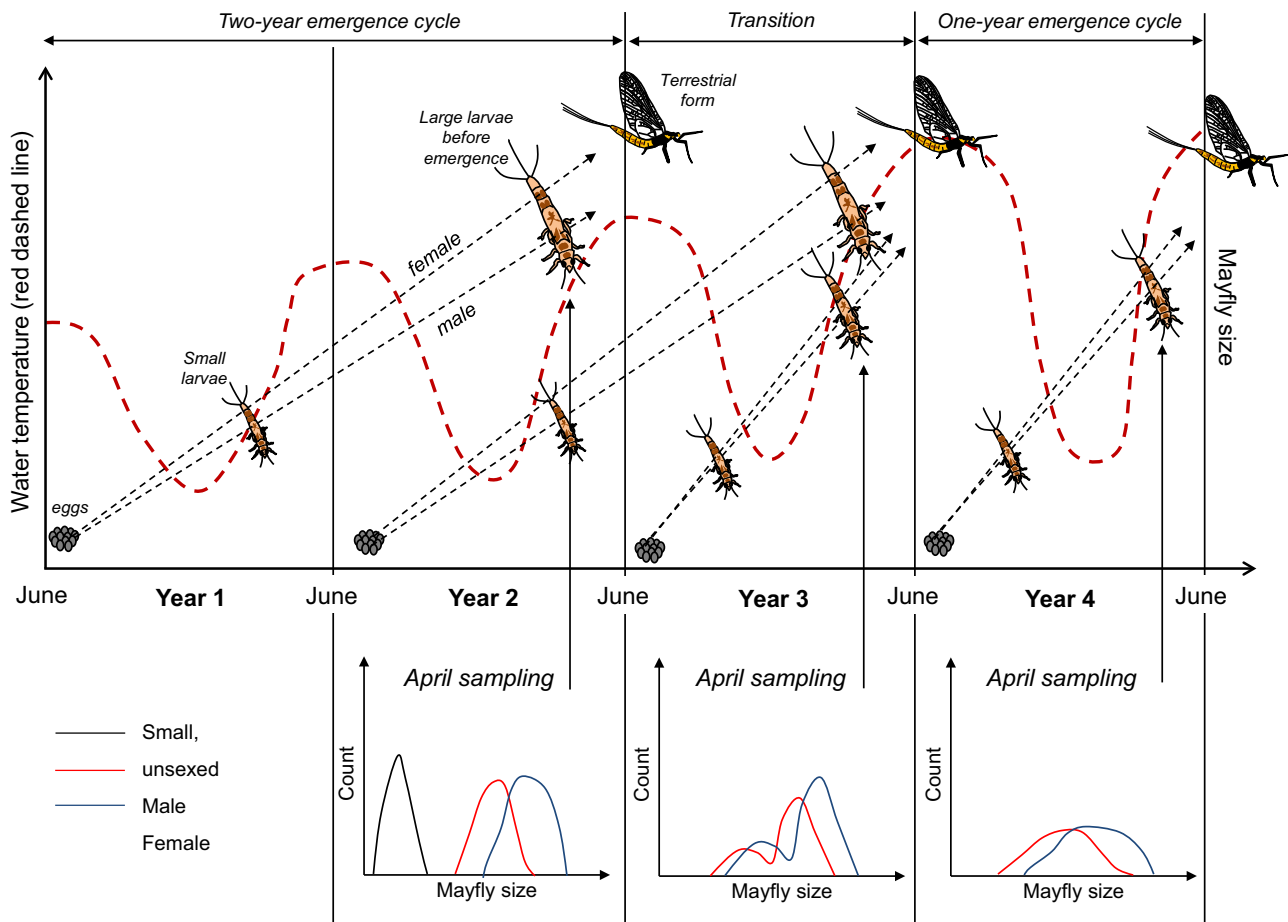 Two-year emergence cycle
Transition
One-year emergence cycle
Water temperature (red dashed line)
Large larvae
before
emergence
Terrestrial
form
female
male
Small
larvae
eggs
Mayfly size
June
Year 1
June
Year 2
June
Year 3
June
Year 4
June
April sampling
April sampling
April sampling
Small,
unsexed
Male
Female
Count
Mayfly size
Count
Mayfly size
Count
Mayfly size